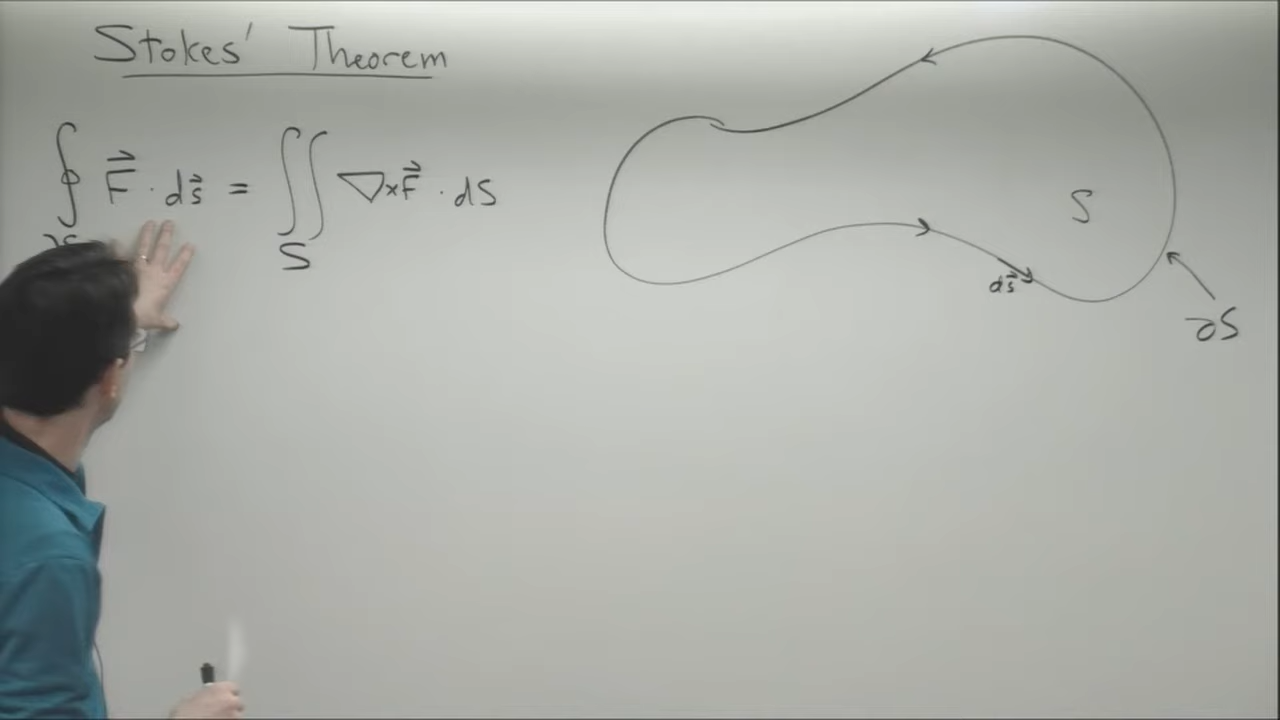 Stokes' Theorem
∮ F⃗ · ds⃗ = ∬ ∇×F⃗ · dS
∂S S
S
ds⃗
∂S